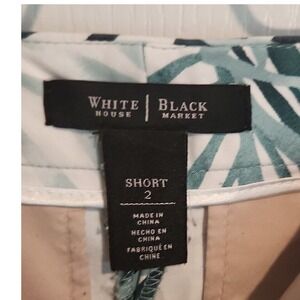 WHITE | BLACK
HOUSE | MARKET
SHORT
2
MADE IN
CHINA
HECHO EN
CHINA
FABRIQUÉ EN
CHINE